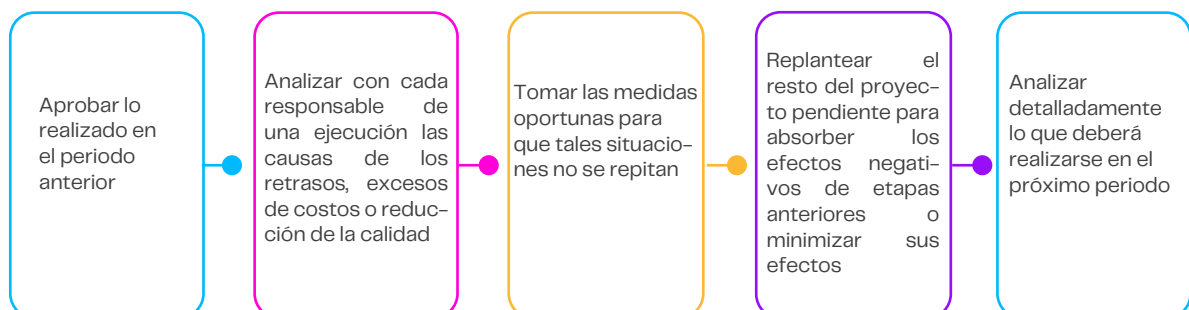 Aprobar lo
realizado en
el periodo
anterior
Analizar con cada
responsable de
una ejecución las
causas de los
retrasos, excesos
de costos o reduc-
ción de la calidad
Tomar las medidas
oportunas para
que tales situacio-
nes no se repitan
Replantear el
resto del proyec-
to pendiente para
absorber los
efectos negati-
vos de etapas
anteriores o
minimizar sus
efectos
Analizar
detalladamente
lo que deberá
realizarse en el
próximo periodo